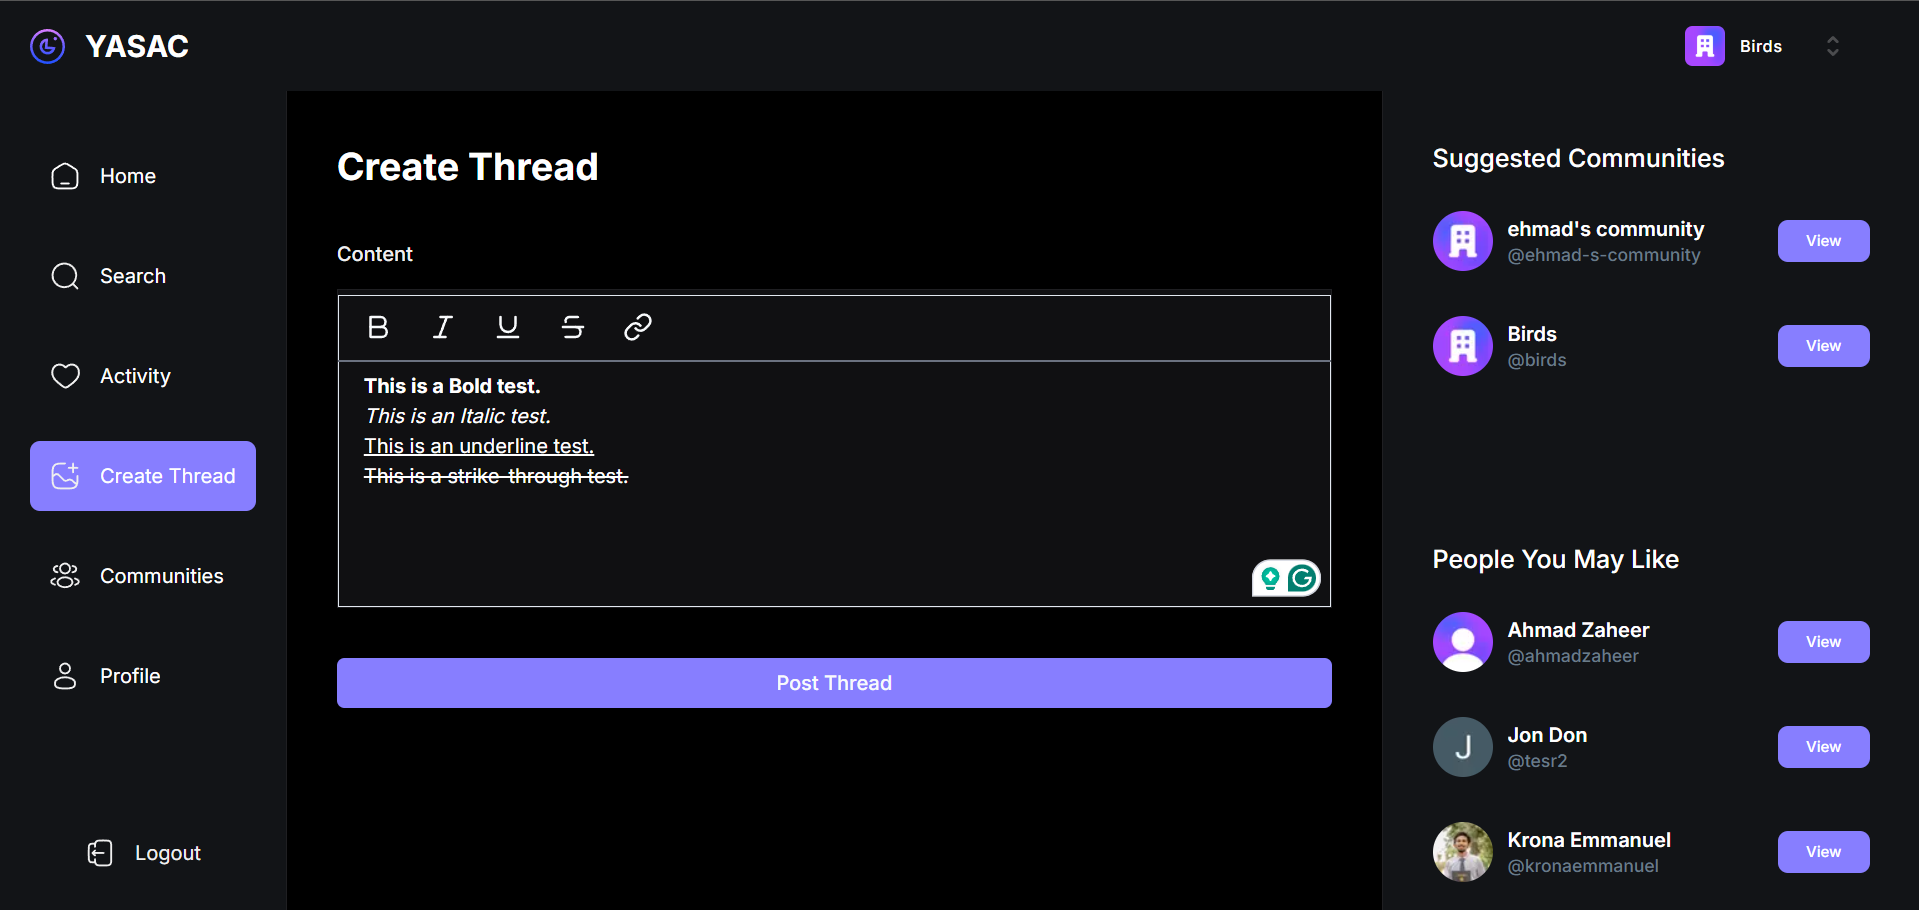 YASAC
Birds
Home
Search
Activity
Create Thread
Communities
Profile
Logout
Create Thread
Content
B I U S
This is a Bold test.
This is an Italic test.
This is an underline test.
This is a strike-through test.
Post Thread
Suggested Communities
ehmad's community
@ehmad-s-community
View
Birds
@birds
View
People You May Like
Ahmad Zaheer
@ahmadzaheer
View
J
Jon Don
@tesr2
View
Krona Emmanuel
@kronaemmanuel
View